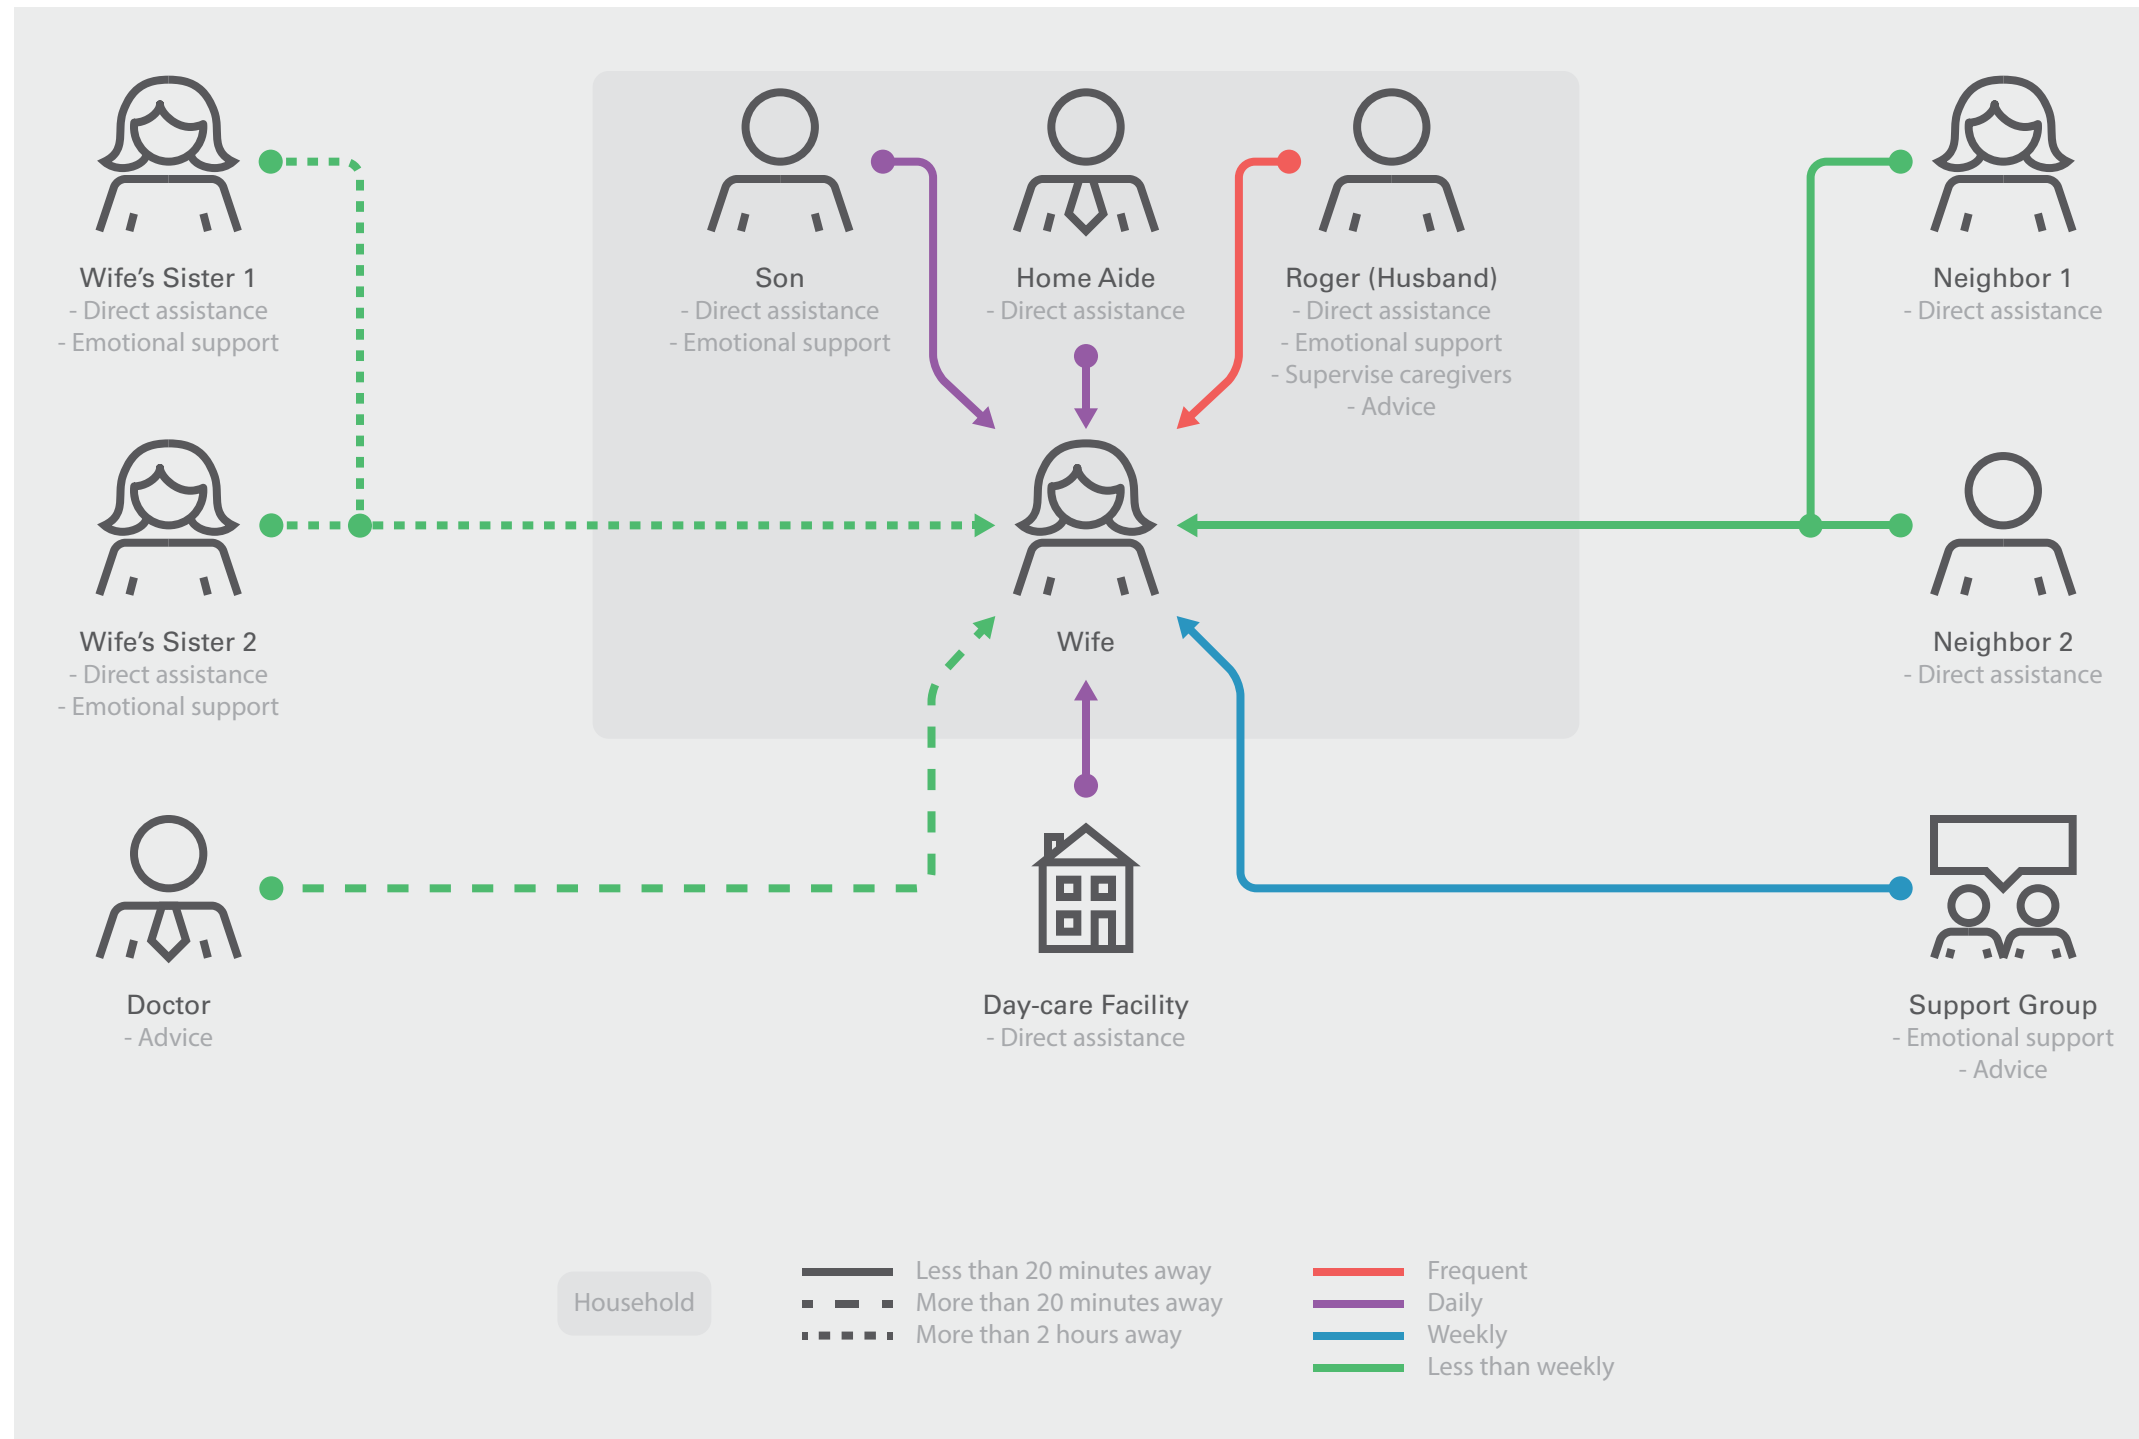 Wife's Sister 1
- Direct assistance
- Emotional support
Son
- Direct assistance
- Emotional support
Home Aide
- Direct assistance
Roger (Husband)
- Direct assistance
- Emotional support
- Supervise caregivers
- Advice
Neighbor 1
- Direct assistance
Wife's Sister 2
- Direct assistance
- Emotional support
Wife
Neighbor 2
- Direct assistance
Doctor
- Advice
Day-care Facility
- Direct assistance
Support Group
- Emotional support
- Advice
Household
Less than 20 minutes away
More than 20 minutes away
More than 2 hours away
Frequent
Daily
Weekly
Less than weekly